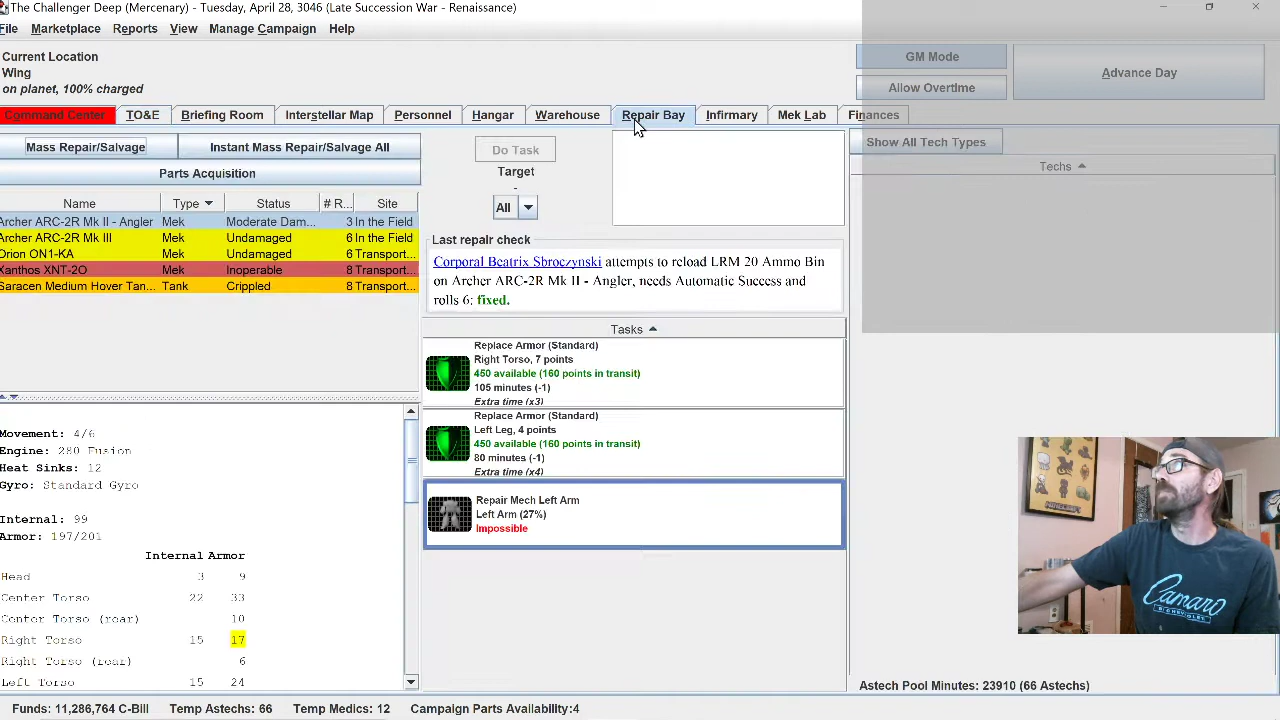 The Challenger Deep (Mercenary) - Tuesday, April 28, 3046 (Late Succession War - Renaissance)
File Marketplace Reports View Manage Campaign Help
Current Location
Wing
on planet, 100% charged
GM Mode
Allow Overtime
Advance Day
Command Center TO&E Briefing Room Interstellar Map Personnel Hangar Warehouse Repair Bay Infirmary Mek Lab Finances
Mass Repair/Salvage Instant Mass Repair/Salvage All
Parts Acquisition
Name Type Status # R... Site
Archer ARC-2R Mk II - Angler Mek Moderate Dam... 3 In the Field
Archer ARC-2R Mk III Mek Undamaged 6 In the Field
Orion ON1-KA Mek Undamaged 6 Transport...
Xanthos XNT-2O Mek Inoperable 8 Transport...
Saracen Medium Hover Tan... Tank Crippled 8 Transport...
Do Task
Target
-
All
Last repair check
Corporal Beatrix Sbroczynski attempts to reload LRM 20 Ammo Bin
on Archer ARC-2R Mk II - Angler, needs Automatic Success and
rolls 6: fixed.
Tasks
Replace Armor (Standard)
Right Torso, 7 points
450 available (160 points in transit)
105 minutes (-1)
Extra time (x3)
Replace Armor (Standard)
Left Leg, 4 points
450 available (160 points in transit)
80 minutes (-1)
Extra time (x4)
Repair Mech Left Arm
Left Arm (27%)
Impossible
Show All Tech Types
Techs
Movement: 4/6
Engine: 280 Fusion
Heat Sinks: 12
Gyro: Standard Gyro
Internal: 99
Armor: 197/201
Internal Armor
Head 3 9
Center Torso 22 33
Center Torso (rear) 10
Right Torso 15 17
Right Torso (rear) 6
Left Torso 15 24
MINECRAFT
Camaro
BY CHEVROLET
Astech Pool Minutes: 23910 (66 Astechs)
Funds: 11,286,764 C-Bill Temp Astechs: 66 Temp Medics: 12 Campaign Parts Availability:4